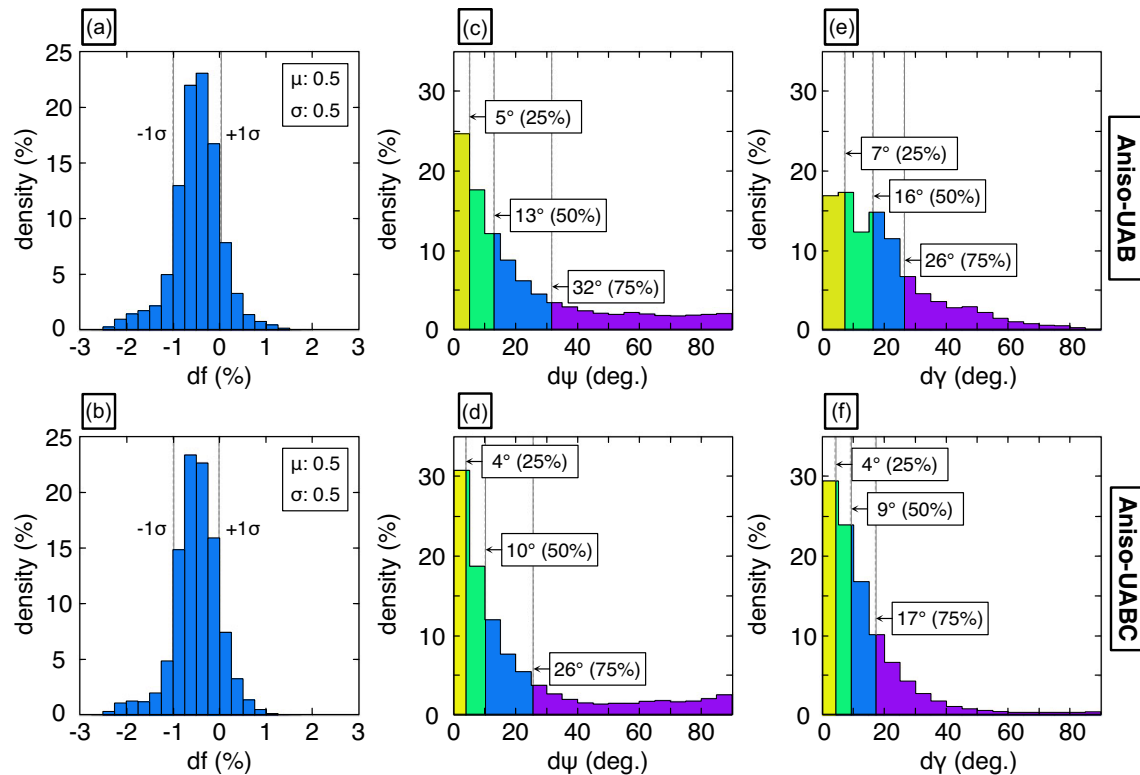 (a)
25
20
15
10
5
0
density (%)
-3 -2 -1 0 1 2 3
df (%)
-1σ
+1σ
μ: 0.5
σ: 0.5
(c)
30
20
10
0
density (%)
0 20 40 60 80
dψ (deg.)
5° (25%)
13° (50%)
32° (75%)
(e)
30
20
10
0
density (%)
0 20 40 60 80
dγ (deg.)
7° (25%)
16° (50%)
26° (75%)
Aniso-UAB
(b)
25
20
15
10
5
0
density (%)
-3 -2 -1 0 1 2 3
df (%)
-1σ
+1σ
μ: 0.5
σ: 0.5
(d)
30
20
10
0
density (%)
0 20 40 60 80
dψ (deg.)
4° (25%)
10° (50%)
26° (75%)
(f)
30
20
10
0
density (%)
0 20 40 60 80
dγ (deg.)
4° (25%)
9° (50%)
17° (75%)
Aniso-UABC